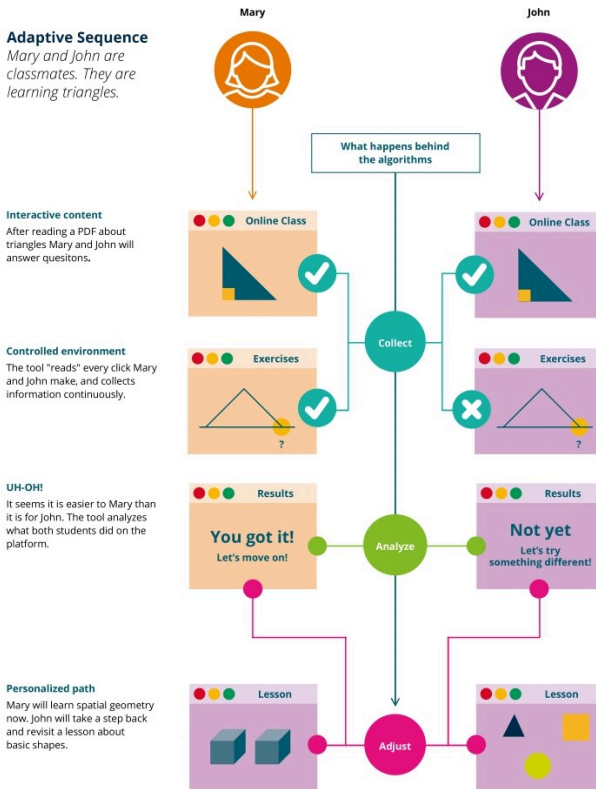 Mary
John
Adaptive Sequence
Mary and John are
classmates. They are
learning triangles.
What happens behind
the algorithms
Interactive content
After reading a PDF about
triangles Mary and John will
answer quesitons.
Online Class
Online Class
Collect
Controlled environment
The tool "reads" every click Mary
and John make, and collects
information continuously.
Exercises
?
Exercises
?
UH-OH!
It seems it is easier to Mary than
it is for John. The tool analyzes
what both students did on the
platform.
Results
You got it!
Let's move on!
Analyze
Results
Not yet
Let's try
something different!
Personalized path
Mary will learn spatial geometry
now. John will take a step back
and revisit a lesson about
basic shapes.
Lesson
Adjust
Lesson